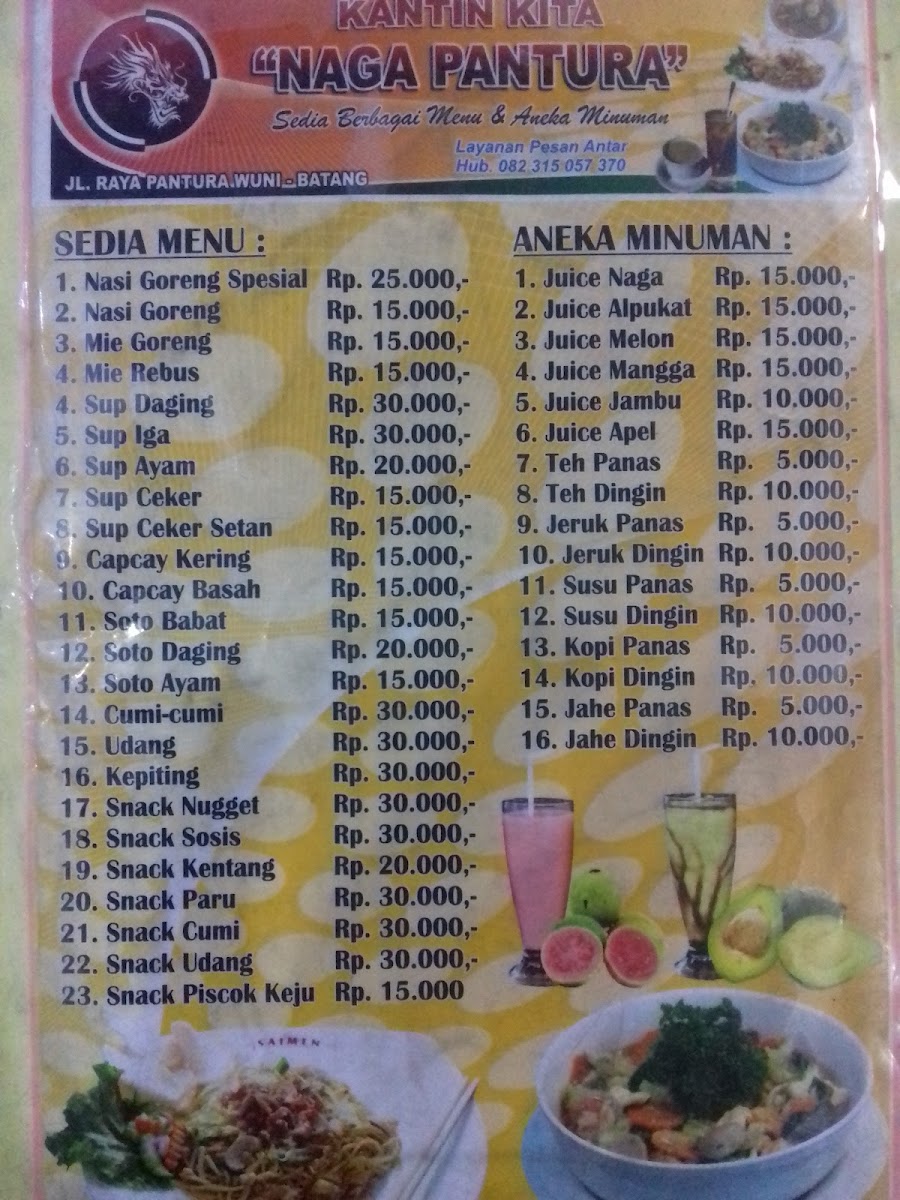 KANTIN KITA
"NAGA PANTURA"
Sedia Berbagai Menu & Aneka Minuman
Layanan Pesan Antar
Hub. 082 315 057 370
JL. RAYA PANTURA.WUNI - BATANG
SEDIA MENU :
1. Nasi Goreng Spesial Rp. 25.000,-
2. Nasi Goreng Rp. 15.000,-
3. Mie Goreng Rp. 15.000,-
4. Mie Rebus Rp. 15.000,-
4. Sup Daging Rp. 30.000,-
5. Sup Iga Rp. 30.000,-
6. Sup Ayam Rp. 20.000,-
7. Sup Ceker Rp. 15.000,-
8. Sup Ceker Setan Rp. 15.000,-
9. Capcay Kering Rp. 15.000,-
10. Capcay Basah Rp. 15.000,-
11. Soto Babat Rp. 15.000,-
12. Soto Daging Rp. 20.000,-
13. Soto Ayam Rp. 15.000,-
14. Cumi-cumi Rp. 30.000,-
15. Udang Rp. 30.000,-
16. Kepiting Rp. 30.000,-
17. Snack Nugget Rp. 30.000,-
18. Snack Sosis Rp. 30.000,-
19. Snack Kentang Rp. 20.000,-
20. Snack Paru Rp. 30.000,-
21. Snack Cumi Rp. 30.000,-
22. Snack Udang Rp. 30.000,-
23. Snack Piscok Keju Rp. 15.000
ANEKA MINUMAN :
1. Juice Naga Rp. 15.000,-
2. Juice Alpukat Rp. 15.000,-
3. Juice Melon Rp. 15.000,-
4. Juice Mangga Rp. 15.000,-
5. Juice Jambu Rp. 10.000,-
6. Juice Apel Rp. 15.000,-
7. Teh Panas Rp. 5.000,-
8. Teh Dingin Rp. 10.000,-
9. Jeruk Panas Rp. 5.000,-
10. Jeruk Dingin Rp. 10.000,-
11. Susu Panas Rp. 5.000,-
12. Susu Dingin Rp. 10.000,-
13. Kopi Panas Rp. 5.000,-
14. Kopi Dingin Rp. 10.000,-
15. Jahe Panas Rp. 5.000,-
16. Jahe Dingin Rp. 10.000,-
SAIMEN